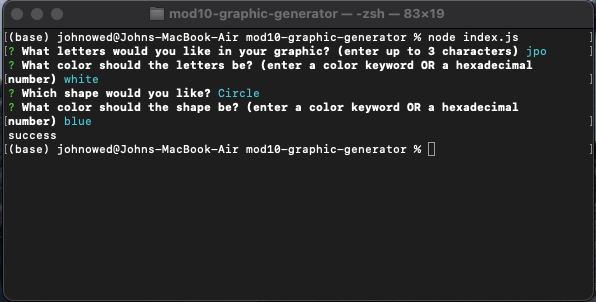 mod10-graphic-generator — -zsh — 83×19
[(base) johnowed@Johns-MacBook-Air mod10-graphic-generator % node index.js ]
[? What letters would you like in your graphic? (enter up to 3 characters) jpo ]
? What color should the letters be? (enter a color keyword OR a hexadecimal
[number) white ]
? Which shape would you like? Circle
? What color should the shape be? (enter a color keyword OR a hexadecimal
[number) blue ]
success
[(base) johnowed@Johns-MacBook-Air mod10-graphic-generator % ]